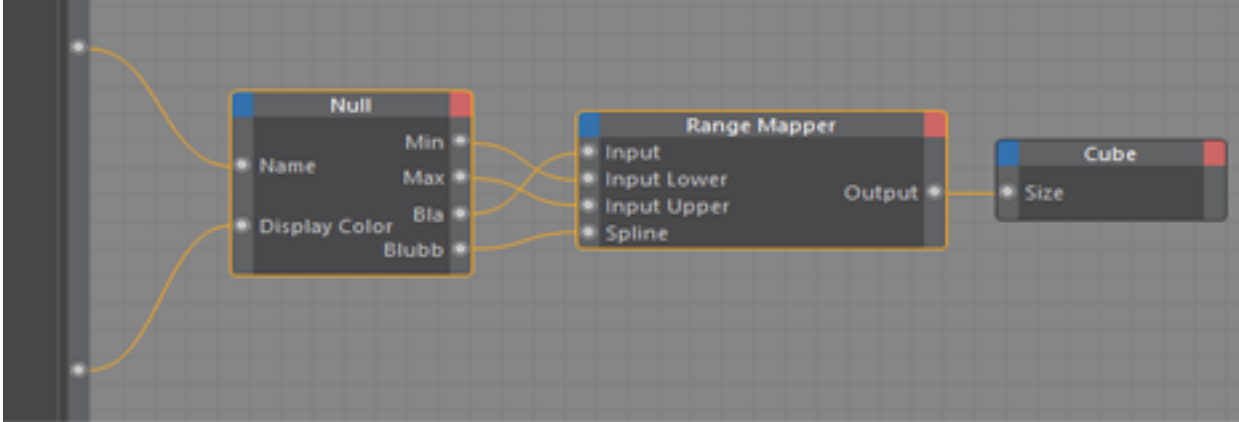 Null
Name
Display Color
Min
Max
Bla
Blubb
Range Mapper
Input
Input Lower
Input Upper
Spline
Output
Cube
Size